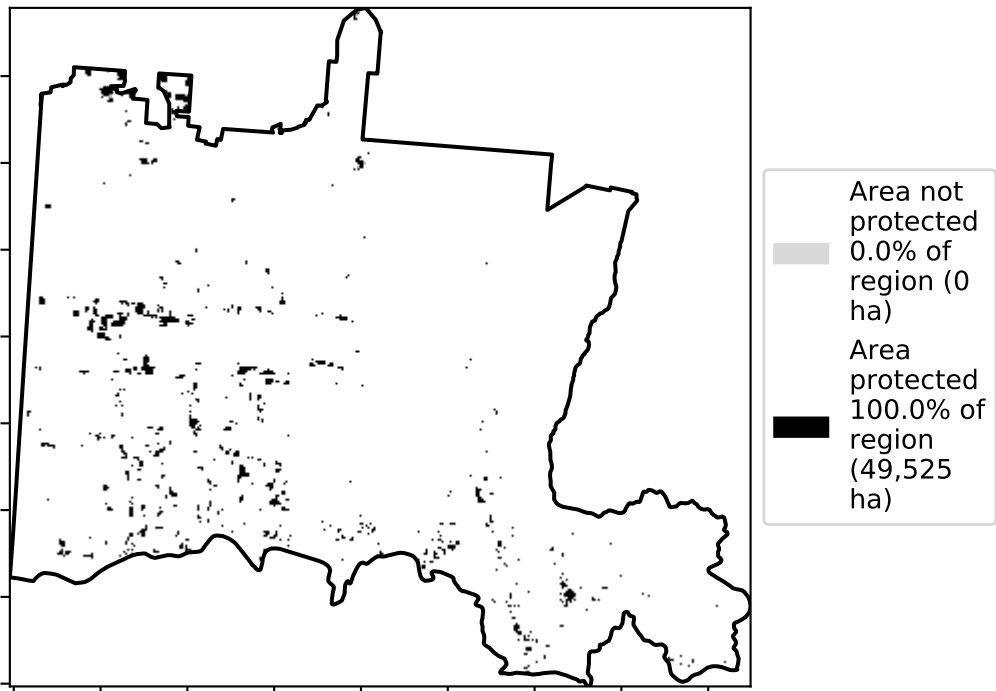 Area not
protected
0.0% of
region (0
ha)
Area
protected
100.0% of
region
(49,525
ha)